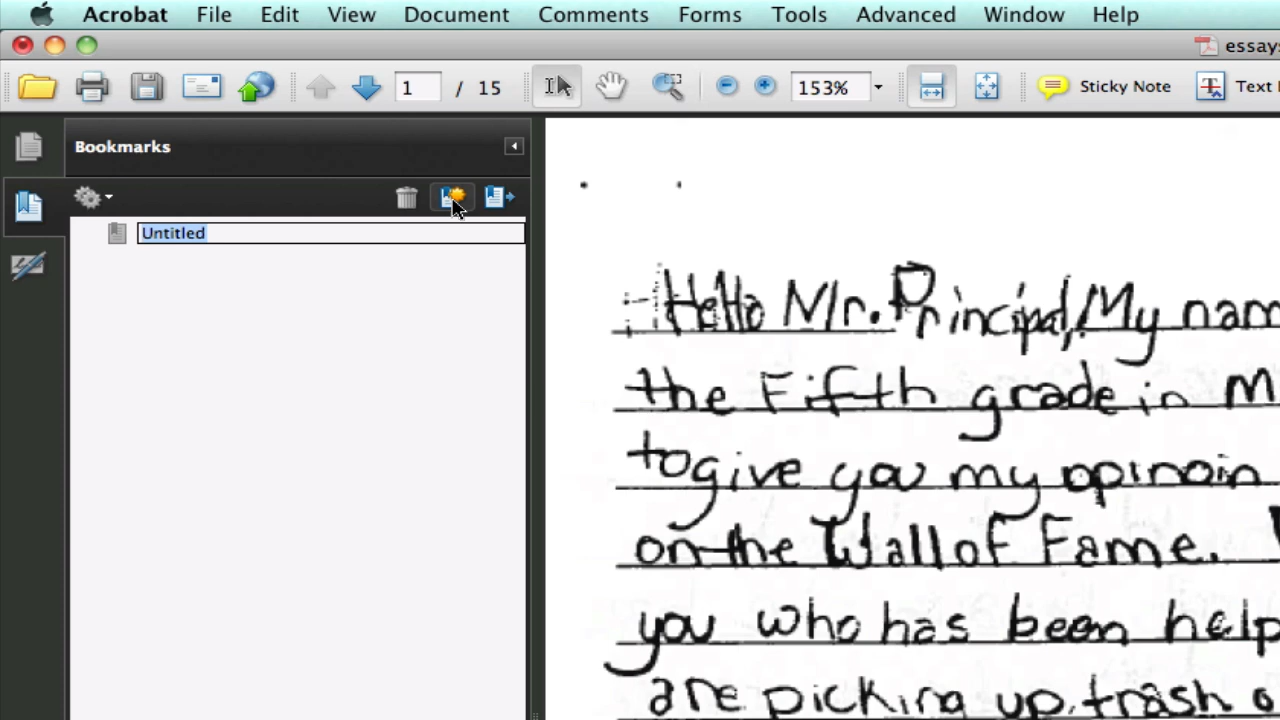 Acrobat File Edit View Document Comments Forms Tools Advanced Window Help
essays
1 / 15 153% Sticky Note Text
Bookmarks
Untitled
Hello Mr. Principal, My nam
the Fifth grade in M
to give you my opinoin
on the Wall of Fame.
you who has been help
are picking up trash o